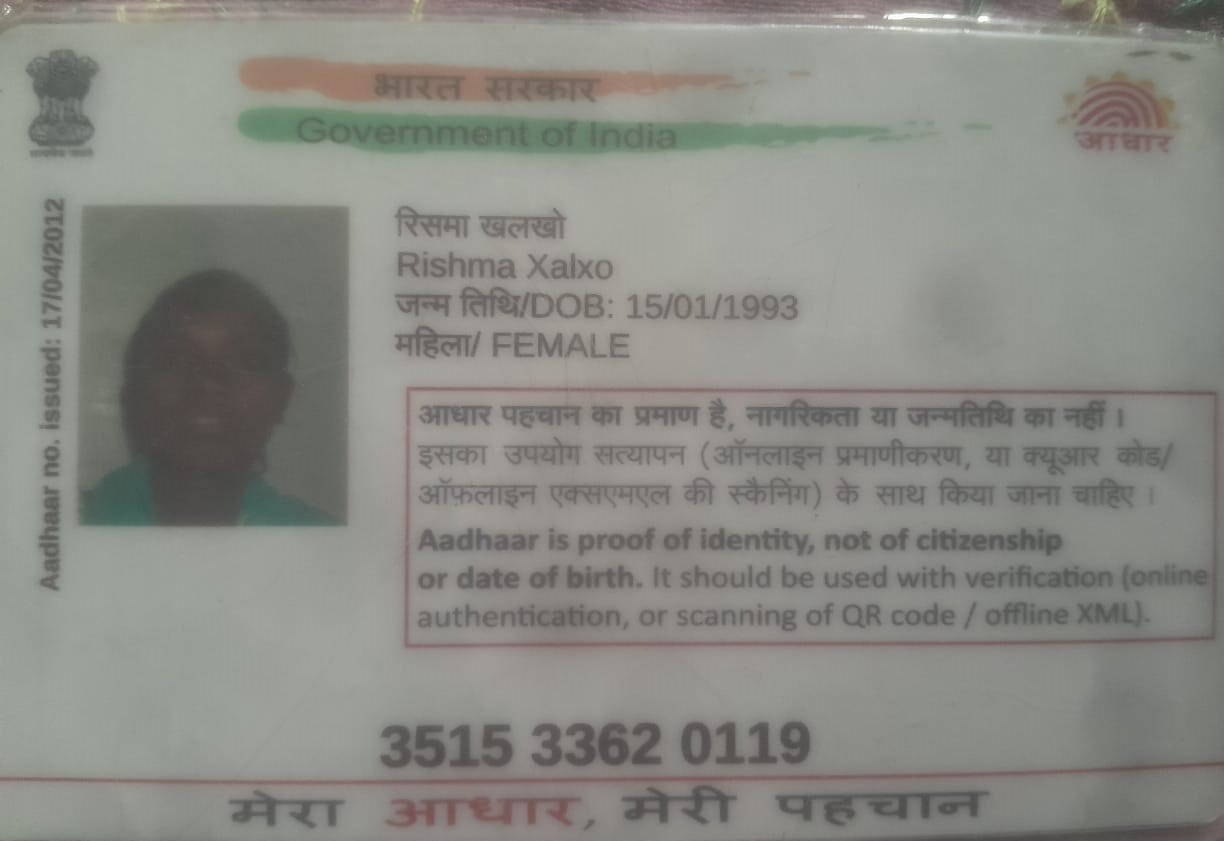 भारत सरकार
Government of India
आधार
Aadhaar no. issued: 17/04/2012
रिसमा खलखो
Rishma Xalxo
जन्म तिथि/DOB: 15/01/1993
महिला/ FEMALE
आधार पहचान का प्रमाण है, नागरिकता या जन्मतिथि का नहीं ।
इसका उपयोग सत्यापन (ऑनलाइन प्रमाणीकरण, या क्यूआर कोड/
ऑफ़लाइन एक्सएमएल की स्कैनिंग) के साथ किया जाना चाहिए ।
Aadhaar is proof of identity, not of citizenship
or date of birth. It should be used with verification (online
authentication, or scanning of QR code / offline XML).
3515 3362 0119
मेरा आधार, मेरी पहचान